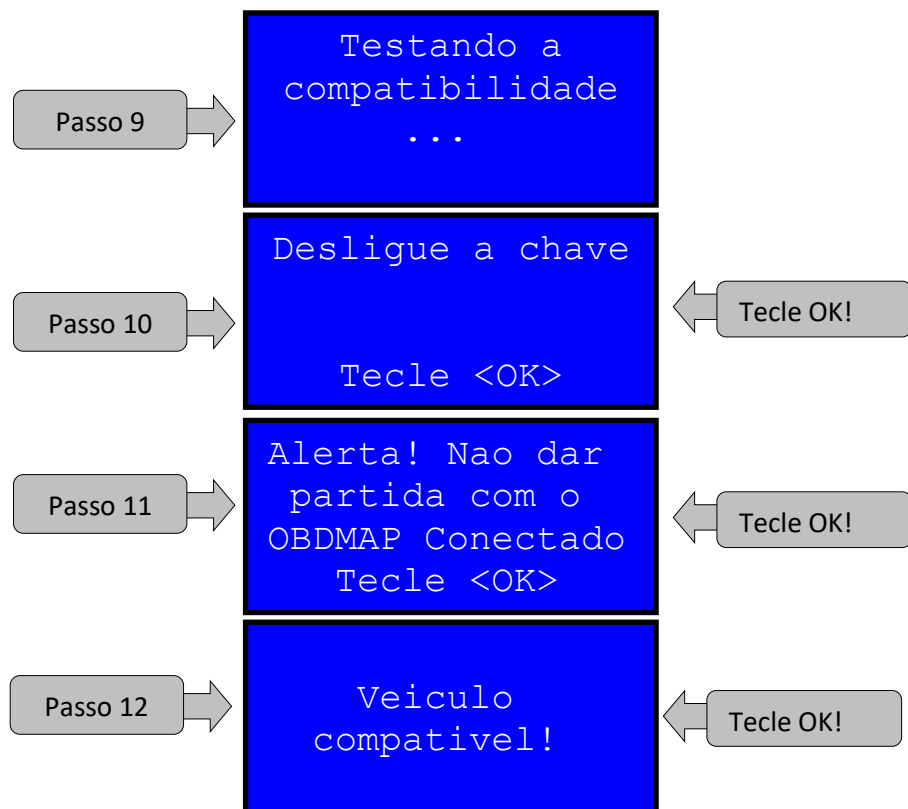 Passo 9
Testando a
compatibilidade
...
Passo 10
Desligue a chave
Tecle <OK>
Tecle OK!
Passo 11
Alerta! Nao dar
partida com o
OBDMAP Conectado
Tecle <OK>
Tecle OK!
Passo 12
Veiculo
compativel!
Tecle OK!